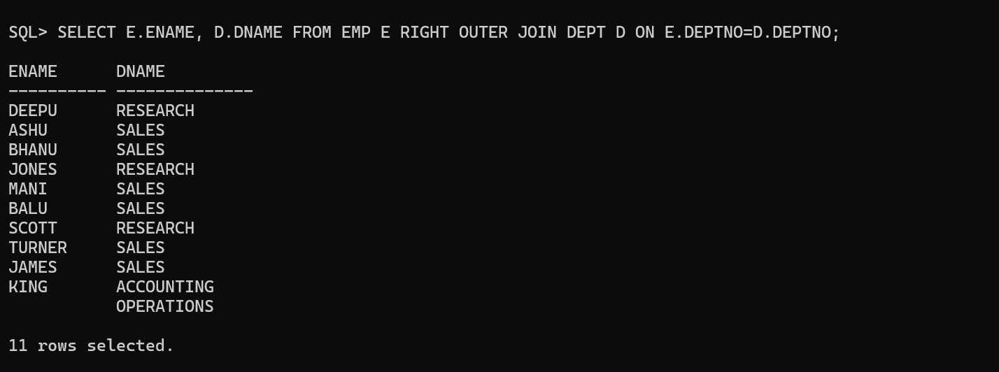 SQL> SELECT E.ENAME, D.DNAME FROM EMP E RIGHT OUTER JOIN DEPT D ON E.DEPTNO=D.DEPTNO;
ENAME      DNAME
---------- --------------
DEEPU      RESEARCH
ASHU       SALES
BHANU      SALES
JONES      RESEARCH
MANI       SALES
BALU       SALES
SCOTT      RESEARCH
TURNER     SALES
JAMES      SALES
KING       ACCOUNTING
           OPERATIONS
11 rows selected.